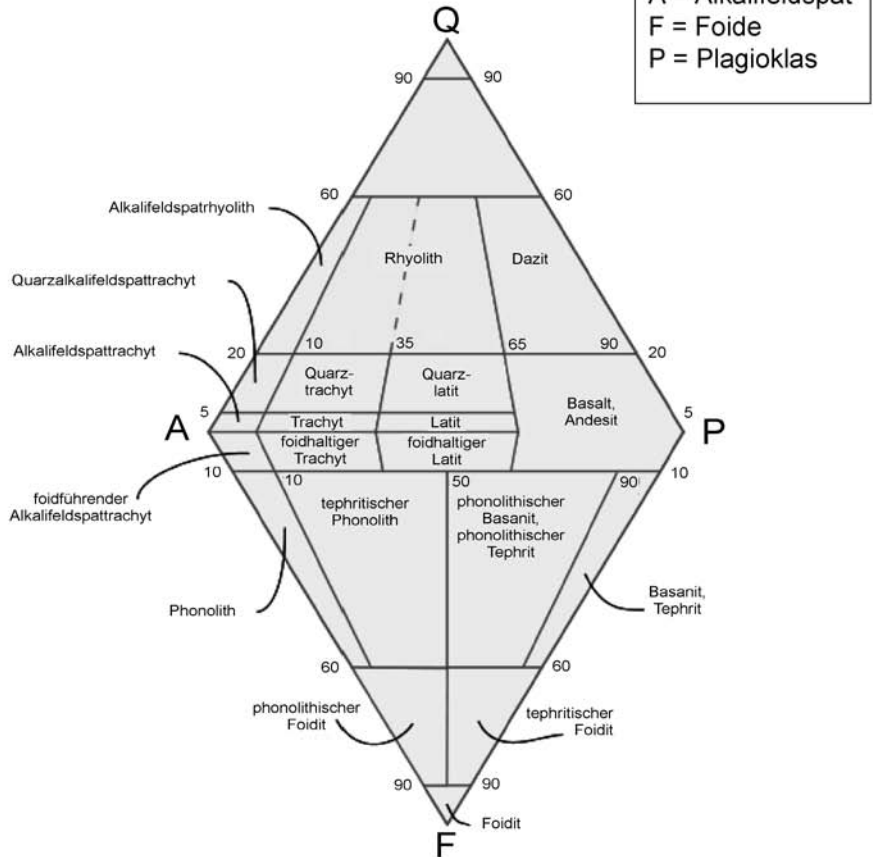 A = Alkalifeldspat
F = Foide
P = Plagioklas
Q
90 90
60 60
Alkalifeldspatrhyolith
Rhyolith
Dazit
Quarzalkalifeldspattrachyt
Alkalifeldspattrachyt
20 10 35 65 90 20
Quarz-
trachyt
Quarz-
latit
Basalt,
Andesit
5 5
Trachyt
Latit
A
P
foidhaltiger
Trachyt
foidhaltiger
Latit
10 10 50 90 10
foidführender
Alkalifeldspattrachyt
tephritischer
Phonolith
phonolithischer
Basanit,
phonolithischer
Tephrit
Phonolith
Basanit,
Tephrit
60 60
phonolithischer
Foidit
tephritischer
Foidit
90 90
Foidit
F